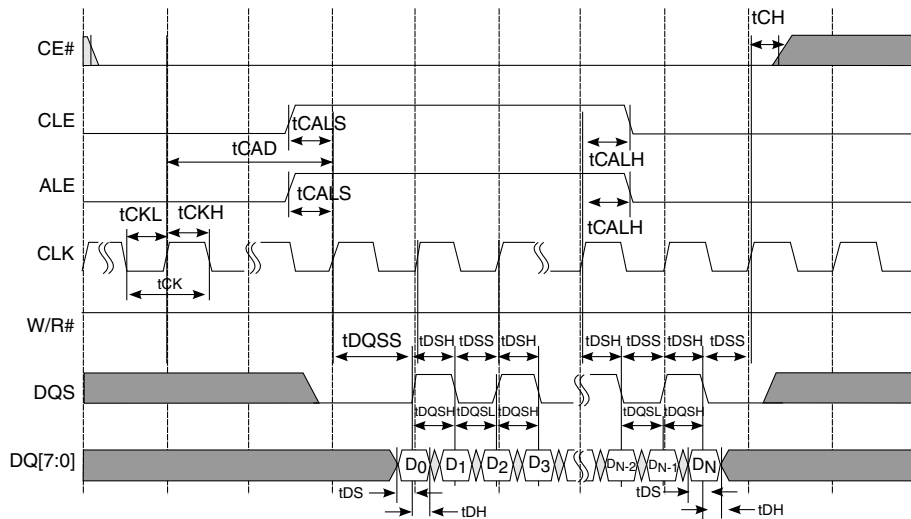 tCH
CE#
CLE
tCALS
tCAD
tCALH
ALE
tCALS
tCKL
tCKH
tCALH
CLK
tCK
W/R#
tDQSS
tDSH
tDSS
tDSH
tDSH
tDSS
tDSH
tDSS
DQS
tDQSH
tDQSL
tDQSH
tDQSL
tDQSH
DQ[7:0]
D0
D1
D2
D3
DN-2
DN-1
DN
tDS
tDH
tDS
tDH